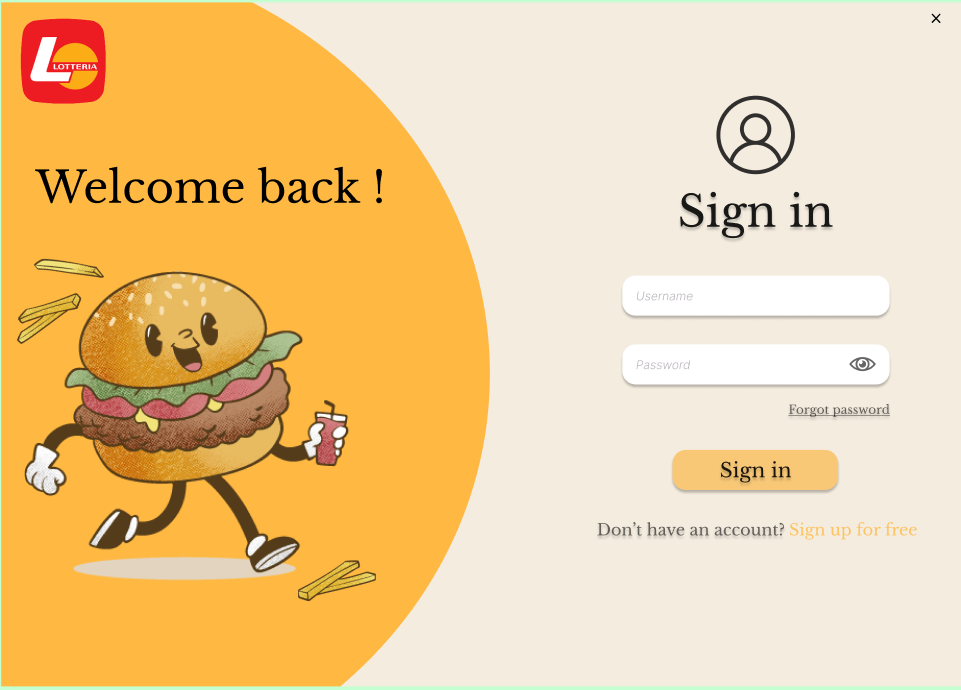 LOTTERIA
Welcome back !
Sign in
Username
Password
Forgot password
Sign in
Don't have an account? Sign up for free